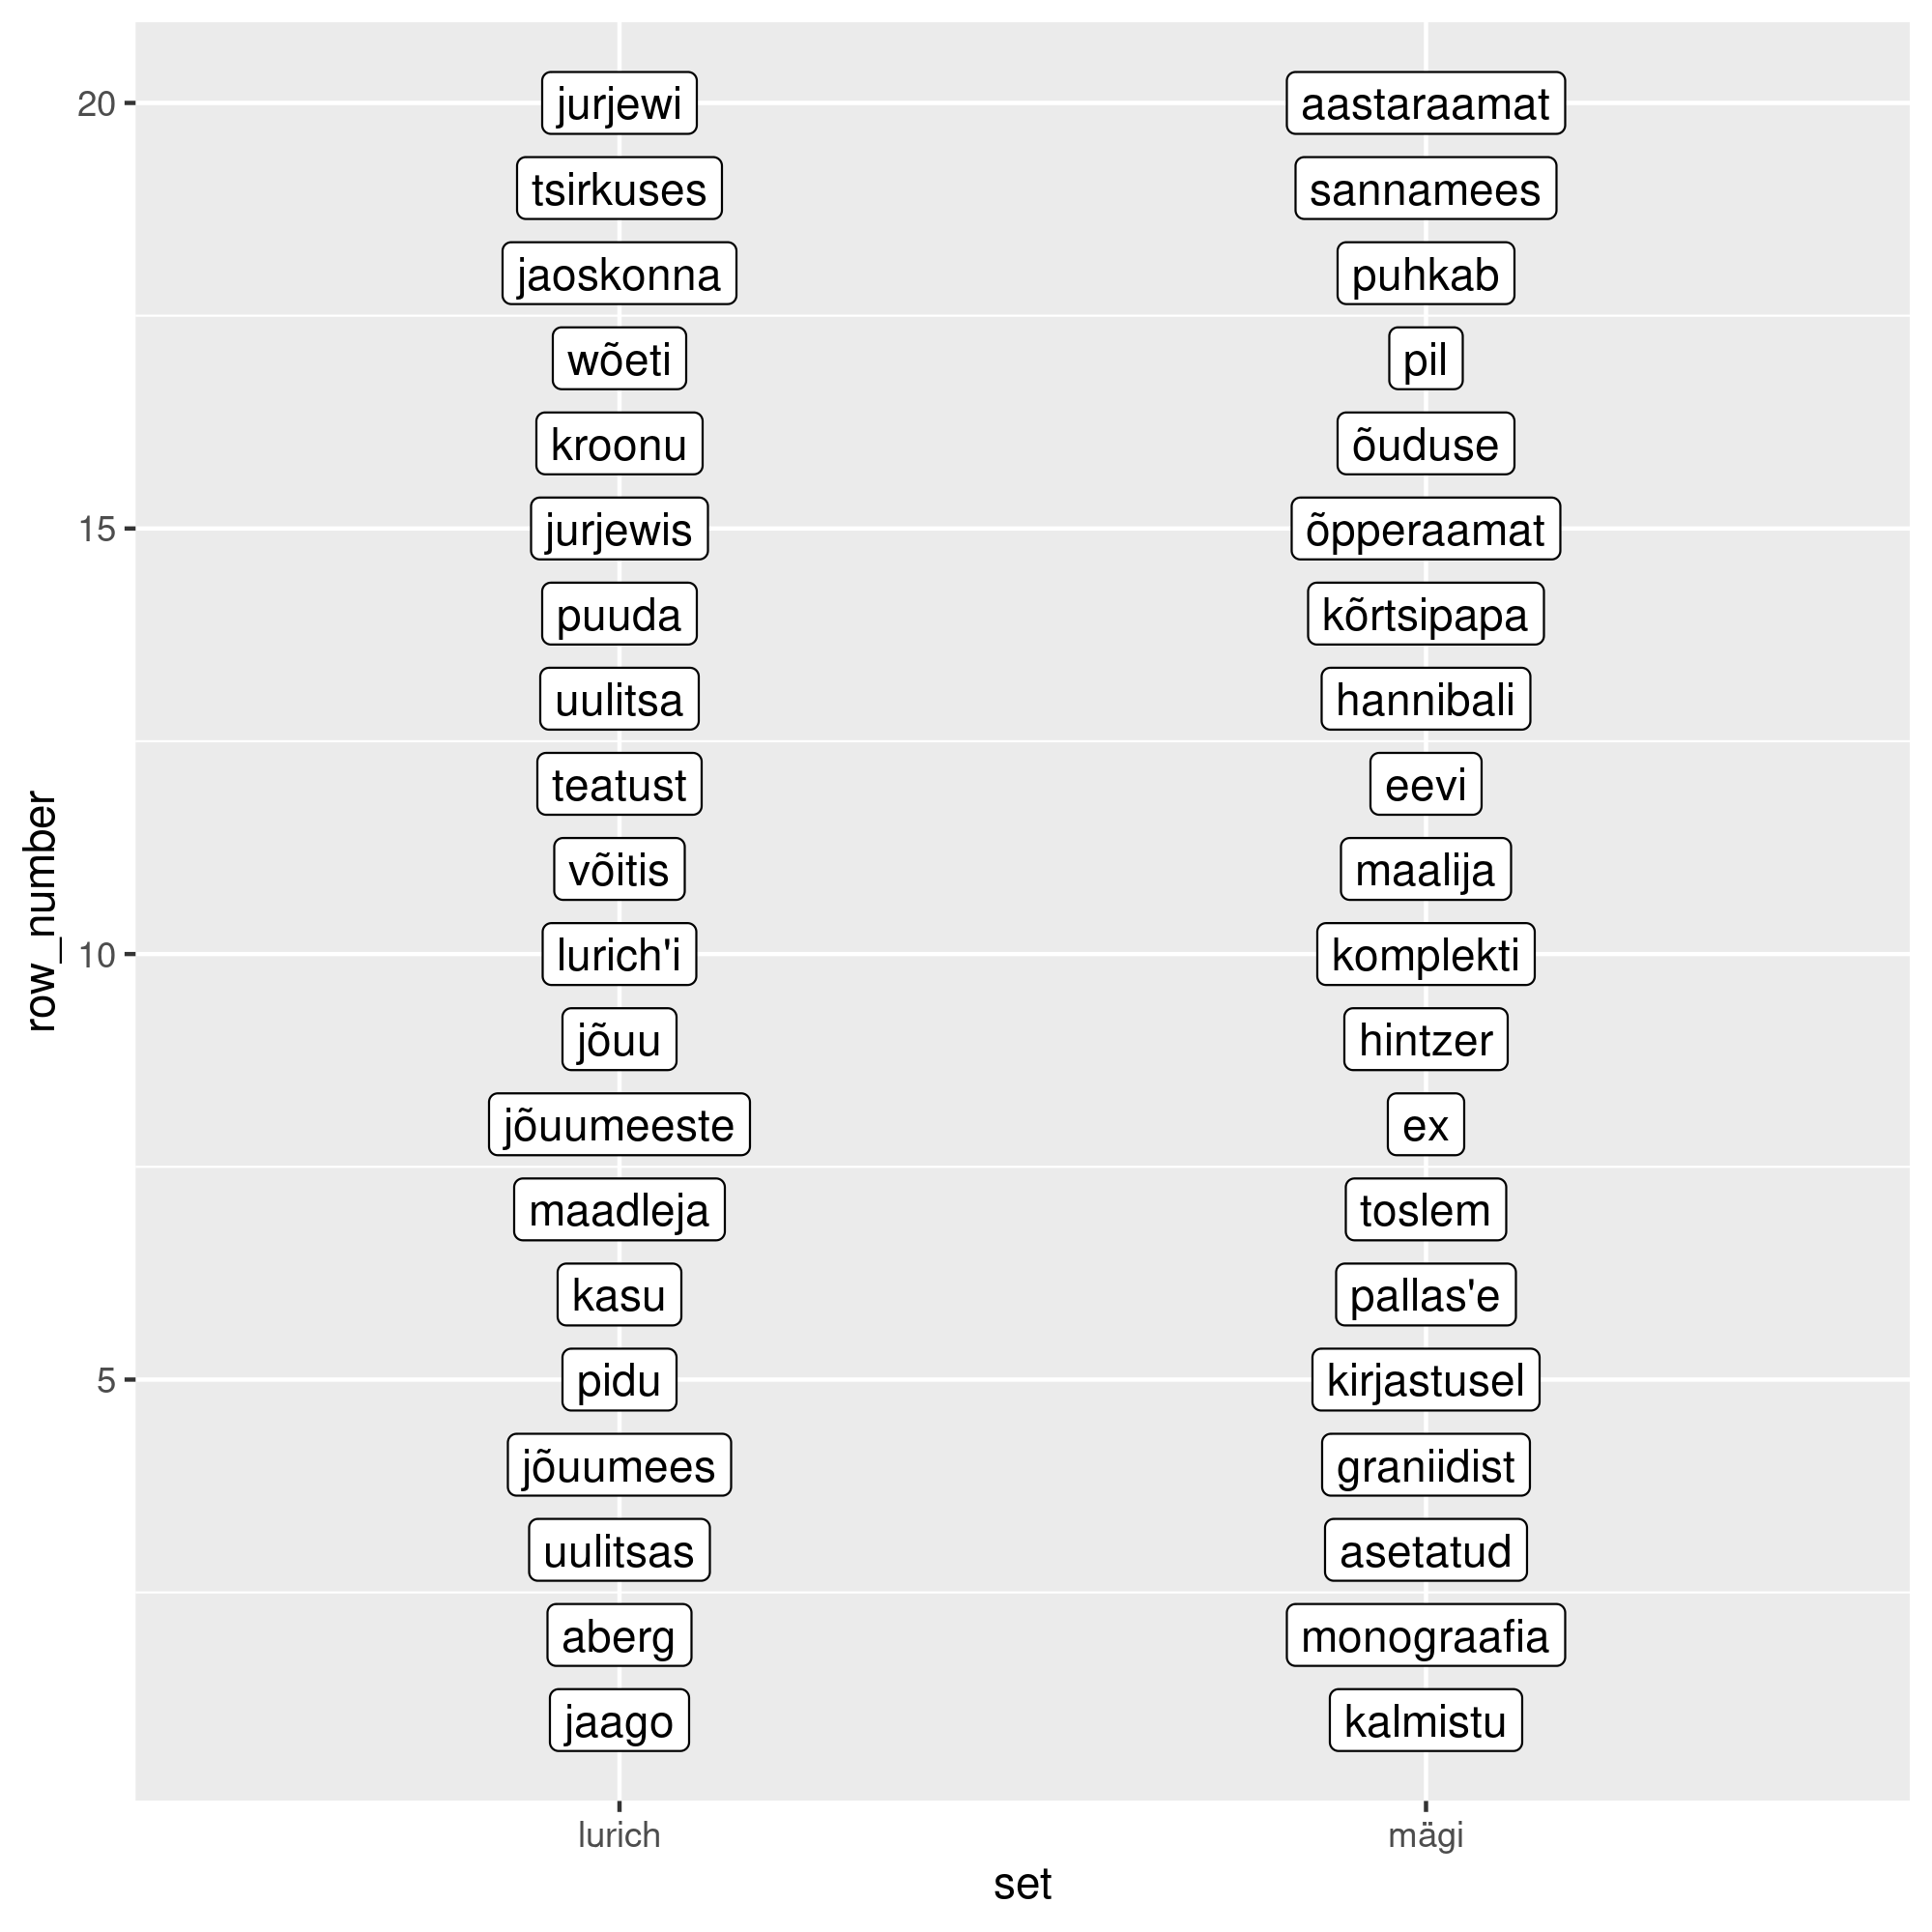 20 jurjewi aastaraamat
tsirkuses sannamees
jaoskonna puhkab
wõeti pil
kroonu õuduse
15 jurjewis õpperaamat
puuda kõrtsipapa
uulitsa hannibali
teatust eevi
võitis maalija
row_number
10 lurich'i komplekti
jõuu hintzer
jõuumeeste ex
maadleja toslem
kasu pallas'e
5 pidu kirjastusel
jõuumees graniidist
uulitsas asetatud
aberg monograafia
jaago kalmistu
lurich mägi
set